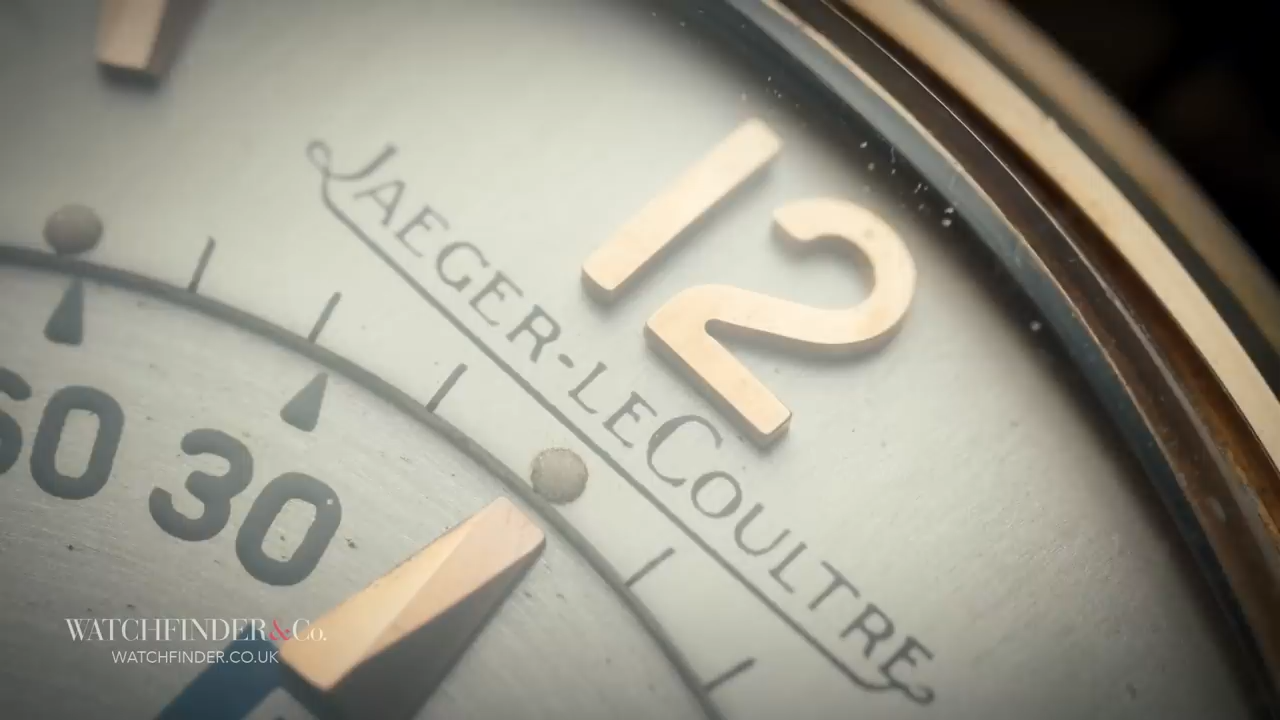 12
JAEGER-LECOULTRE
60 30
WATCHFINDER&Co.
WATCHFINDER.CO.UK